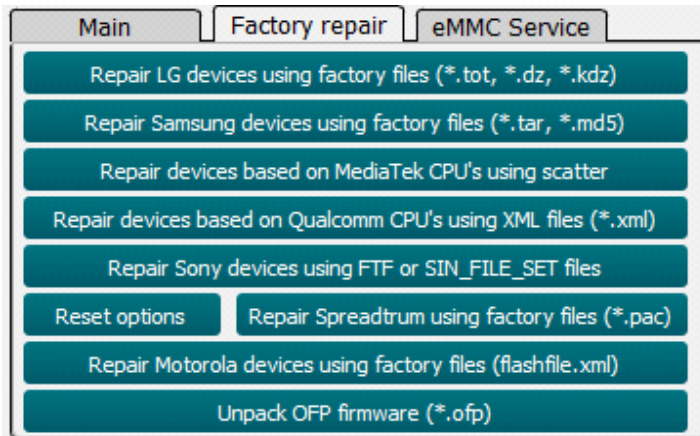 Main Factory repair eMMC Service
Repair LG devices using factory files (*.tot, *.dz, *.kdz)
Repair Samsung devices using factory files (*.tar, *.md5)
Repair devices based on MediaTek CPU's using scatter
Repair devices based on Qualcomm CPU's using XML files (*.xml)
Repair Sony devices using FTF or SIN_FILE_SET files
Reset options Repair Spreadtrum using factory files (*.pac)
Repair Motorola devices using factory files (flashfile.xml)
Unpack OFP firmware (*.ofp)